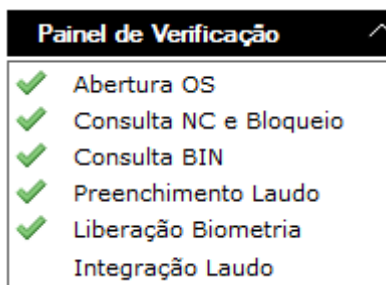 Painel de Verificação
Abertura OS
Consulta NC e Bloqueio
Consulta BIN
Preenchimento Laudo
Liberação Biometria
Integração Laudo